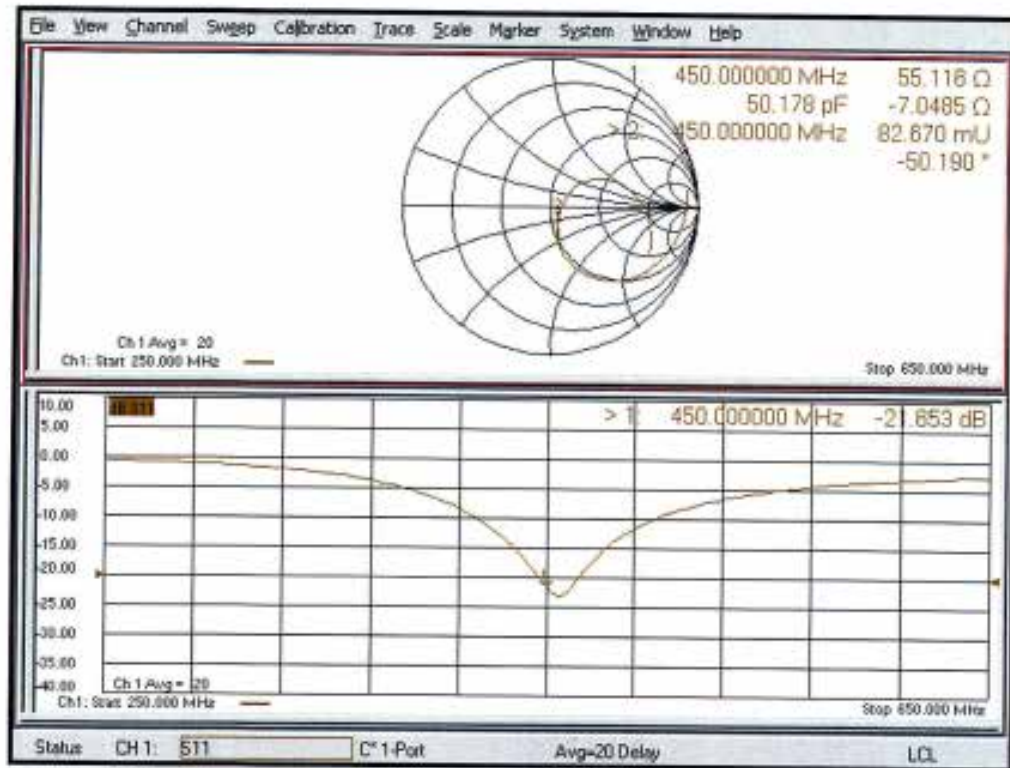 File View Channel Sweep Calibration Trace Scale Marker System Window Help
1 450.000000 MHz 55.116 Ω
50.178 pF -7.0485 Ω
> 2 450.000000 MHz 82.670 mU
-50.190 °
Ch 1 Avg = 20
Ch1: Start 250.000 MHz
Stop 650.000 MHz
10.00
> 1: 450.000000 MHz -21.653 dB
5.00
0.00
-5.00
-10.00
-15.00
-20.00
-25.00
-30.00
-35.00
-40.00
Ch 1 Avg = 20
Ch1: Start 250.000 MHz
Stop 650.000 MHz
Status CH 1: S11 C* 1-Port Avg=20 Delay LCL